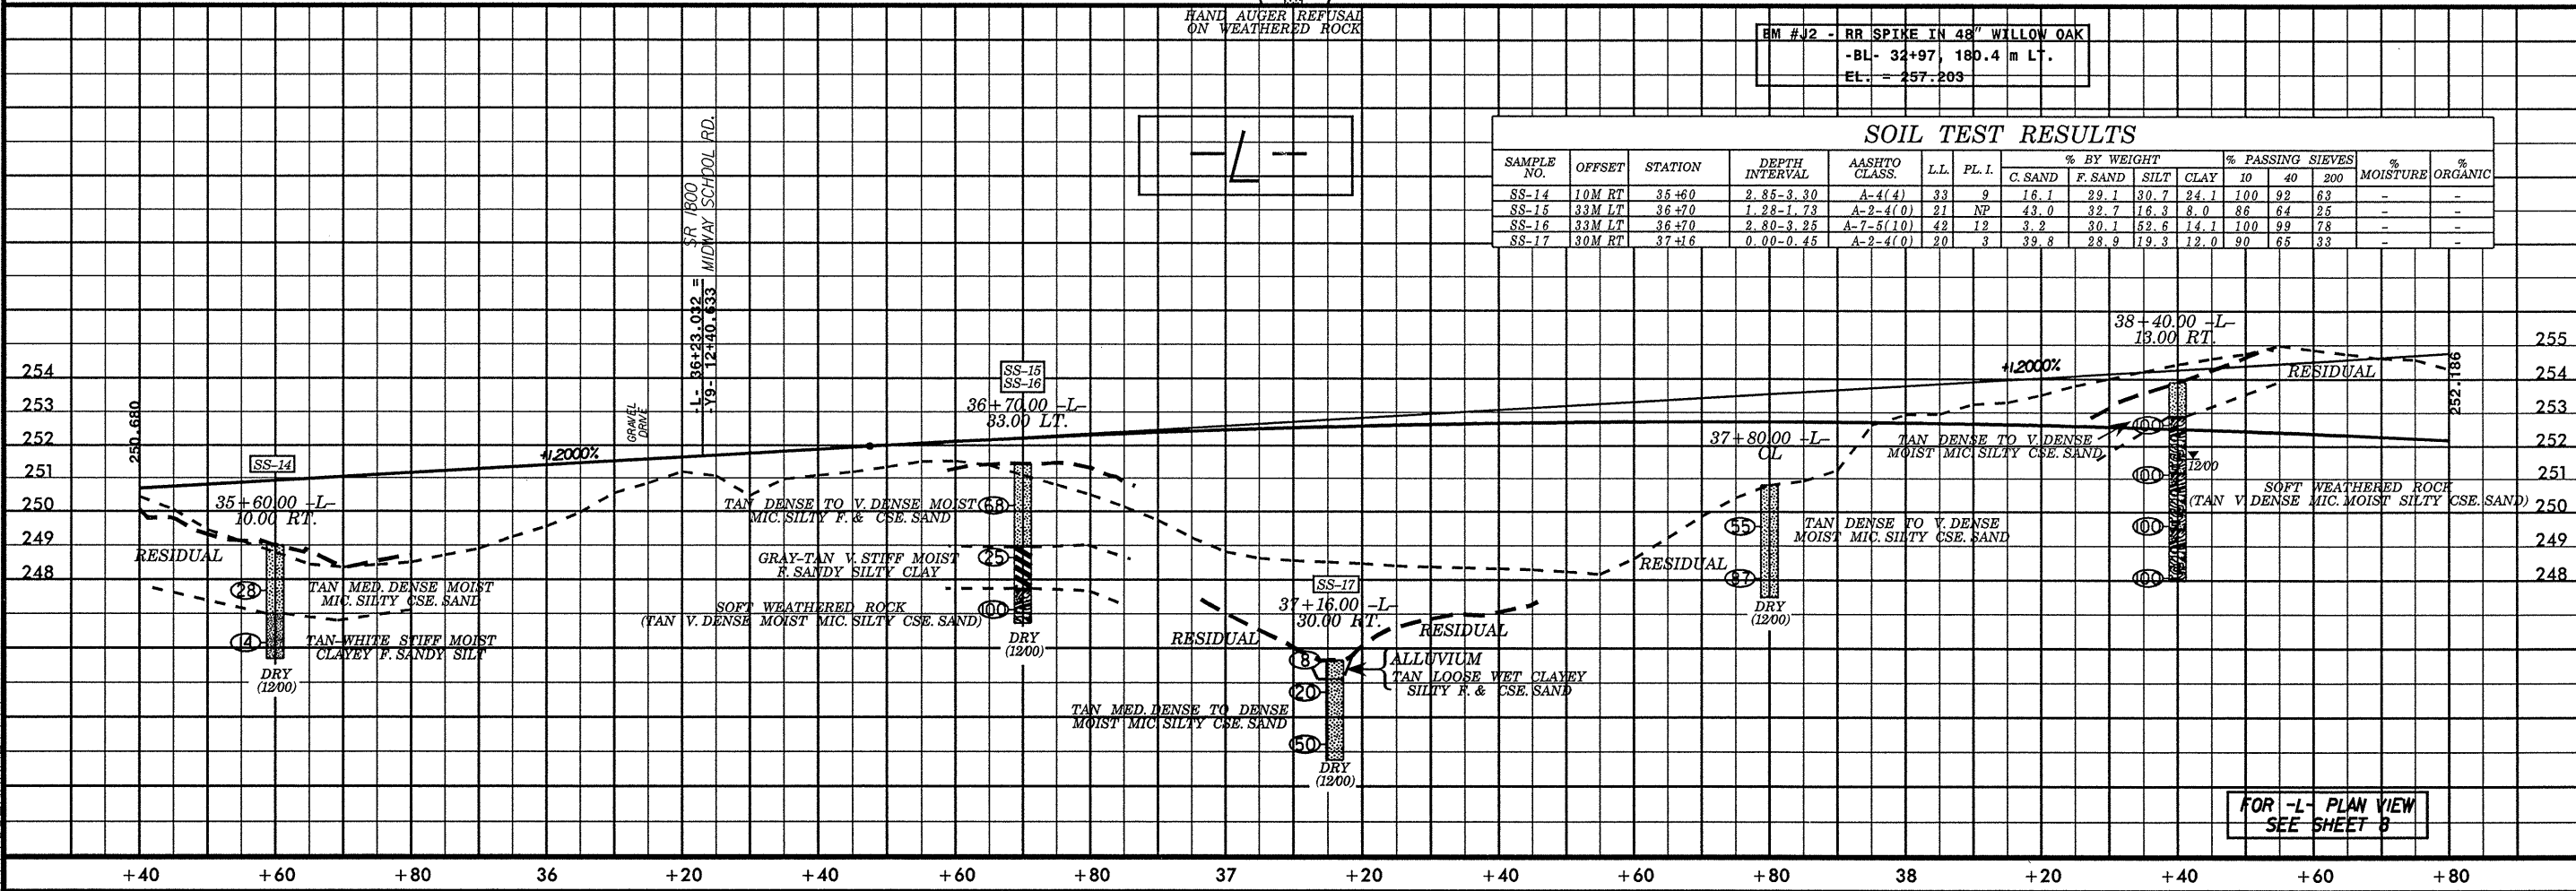 HAND AUGER REFUSAL
ON WEATHERED ROCK
BM #J2 - RR SPIKE IN 48" WILLOW OAK
-BL- 32+97, 180.4 m LT.
EL. = 257.203
-L-
SOIL TEST RESULTS
SAMPLE NO. OFFSET STATION DEPTH INTERVAL AASHTO CLASS. L.L. PL. I. % BY WEIGHT % PASSING SIEVES % MOISTURE % ORGANIC
C. SAND F. SAND SILT CLAY 10 40 200
SS-14 10M RT 35+60 2.85-3.30 A-4(4) 33 9 16.1 29.1 30.7 24.1 100 92 63 - -
SS-15 33M LT 36+70 1.28-1.73 A-2-4(0) 21 NP 43.0 32.7 16.3 8.0 86 64 25 - -
SS-16 33M LT 36+70 2.80-3.25 A-7-5(10) 42 12 3.2 30.1 52.6 14.1 100 99 78 - -
SS-17 30M RT 37+16 0.00-0.45 A-2-4(0) 20 3 39.8 28.9 19.3 12.0 90 65 33 - -
SR 1800
MIDWAY SCHOOL RD.
-L- 36+23.032 =
-Y9- 12+40.633
GRAVEL
DRIVE
254
253
252
251
250
249
248
250.680
+1.2000%
SS-14
35+60.00 -L-
10.00 RT.
RESIDUAL
28
TAN MED. DENSE MOIST
MIC. SILTY CSE. SAND
14
TAN-WHITE STIFF MOIST
CLAYEY F. SANDY SILT
DRY
(12/00)
SS-15
SS-16
36+70.00 -L-
33.00 LT.
TAN DENSE TO V. DENSE MOIST
MIC. SILTY F. & CSE. SAND
68
GRAY-TAN V. STIFF MOIST
F. SANDY SILTY CLAY
25
SOFT WEATHERED ROCK
(TAN V. DENSE MOIST MIC. SILTY CSE. SAND)
100
DRY
(12/00)
SS-17
37+16.00 -L-
30.00 RT.
RESIDUAL
RESIDUAL
8
ALLUVIUM
TAN LOOSE WET CLAYEY
SILTY F. & CSE. SAND
20
TAN MED. DENSE TO DENSE
MOIST MIC. SILTY CSE. SAND
50
DRY
(12/00)
37+80.00 -L-
CL
55
TAN DENSE TO V. DENSE
MOIST MIC. SILTY CSE. SAND
RESIDUAL
87
DRY
(12/00)
38+40.00 -L-
13.00 RT.
+1.2000%
RESIDUAL
252.186
100
TAN DENSE TO V. DENSE
MOIST MIC. SILTY CSE. SAND
12/00
100
SOFT WEATHERED ROCK
(TAN V. DENSE MIC. MOIST SILTY CSE. SAND)
100
100
255
254
253
252
251
250
249
248
FOR -L- PLAN VIEW
SEE SHEET 8
+40 +60 +80 36 +20 +40 +60 +80 37 +20 +40 +60 +80 38 +20 +40 +60 +80